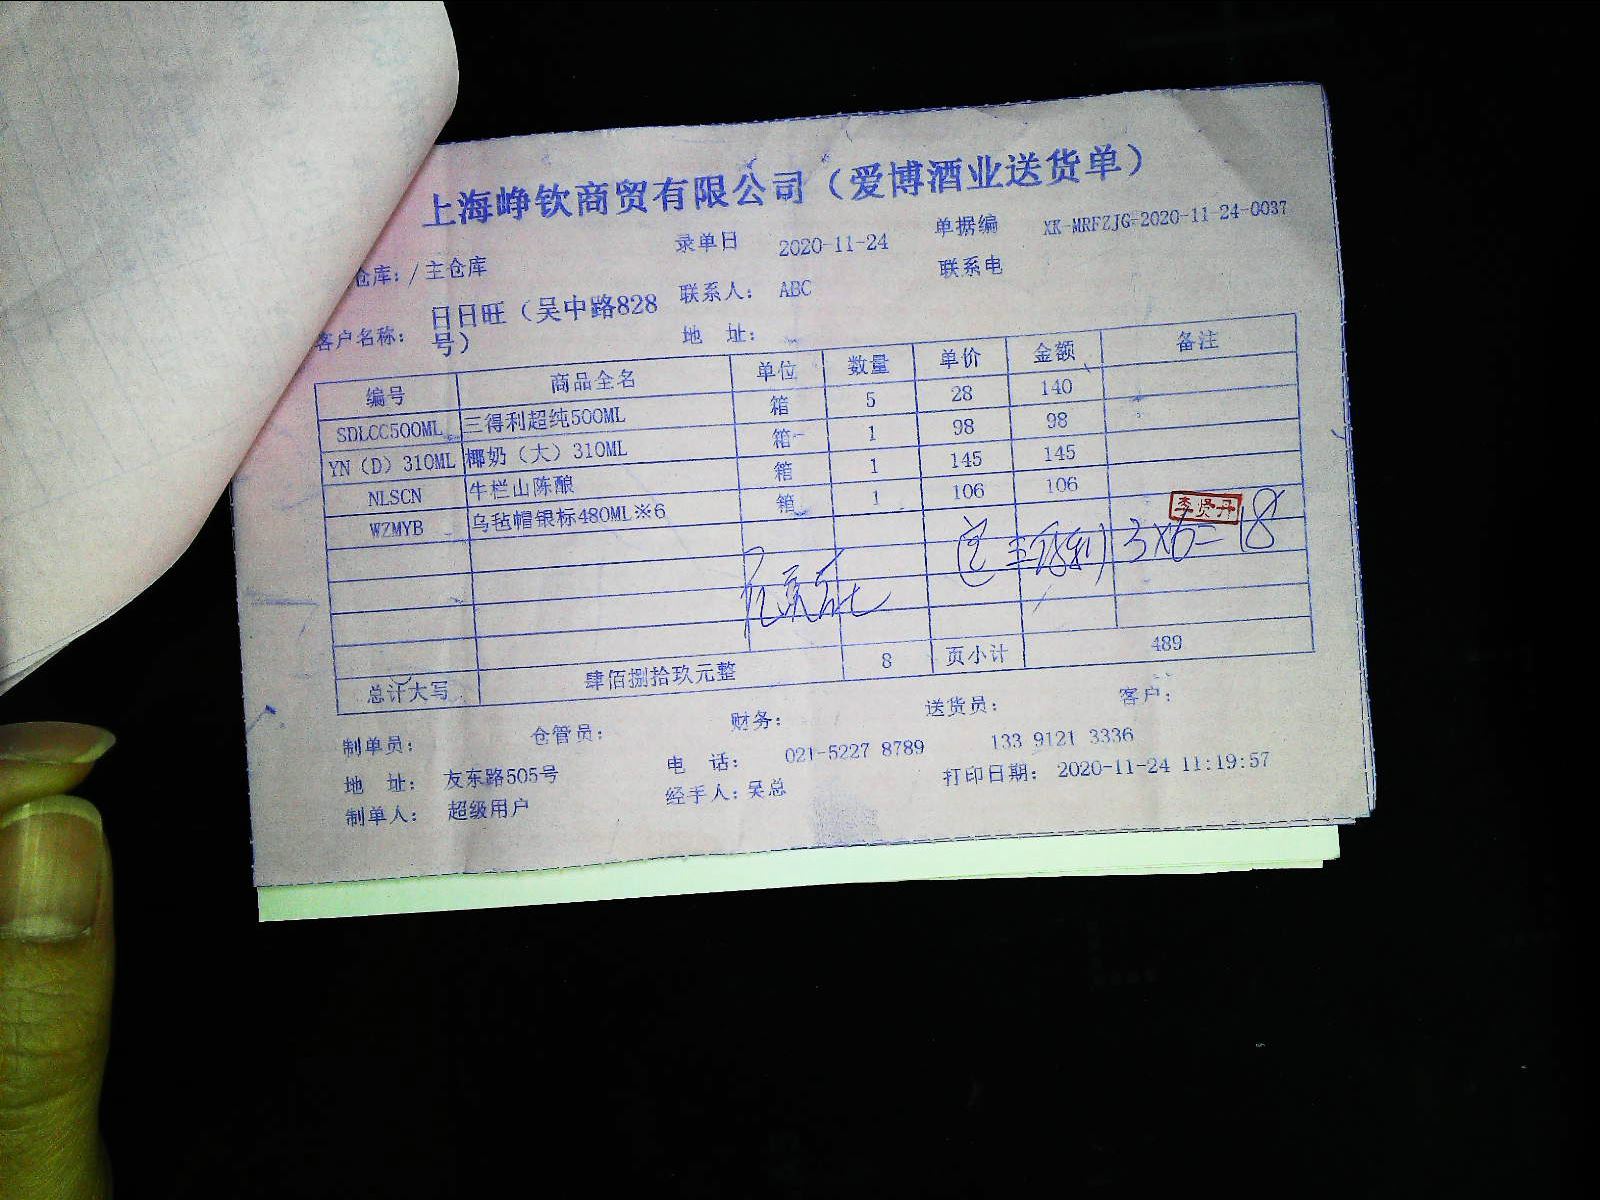 上海峥钦商贸有限公司（爱博酒业送货单）
录单日 2020-11-24 单据编 XK-MRFZJG-2020-11-24-0037
仓库：/主仓库 联系人：ABC 联系电
客户名称：日日旺（吴中路828号） 地 址：
编号 商品全名 单位 数量 单价 金额 备注
SDLCC500ML 三得利超纯500ML 箱 5 28 140
YN（D）310ML 椰奶（大）310ML 箱 1 98 98
NLSCN 牛栏山陈酿 箱 1 145 145
WZMYB 乌毡帽银标480ML※6 箱 1 106 106
李贤丹
3×6=18
总计大写 肆佰捌拾玖元整 8 页小计 489
制单员： 仓管员： 财务： 送货员： 客户：
地 址： 友东路505号 电 话： 021-5227 8789 133 9121 3336
制单人： 超级用户 经手人：吴总 打印日期： 2020-11-24 11:19:57